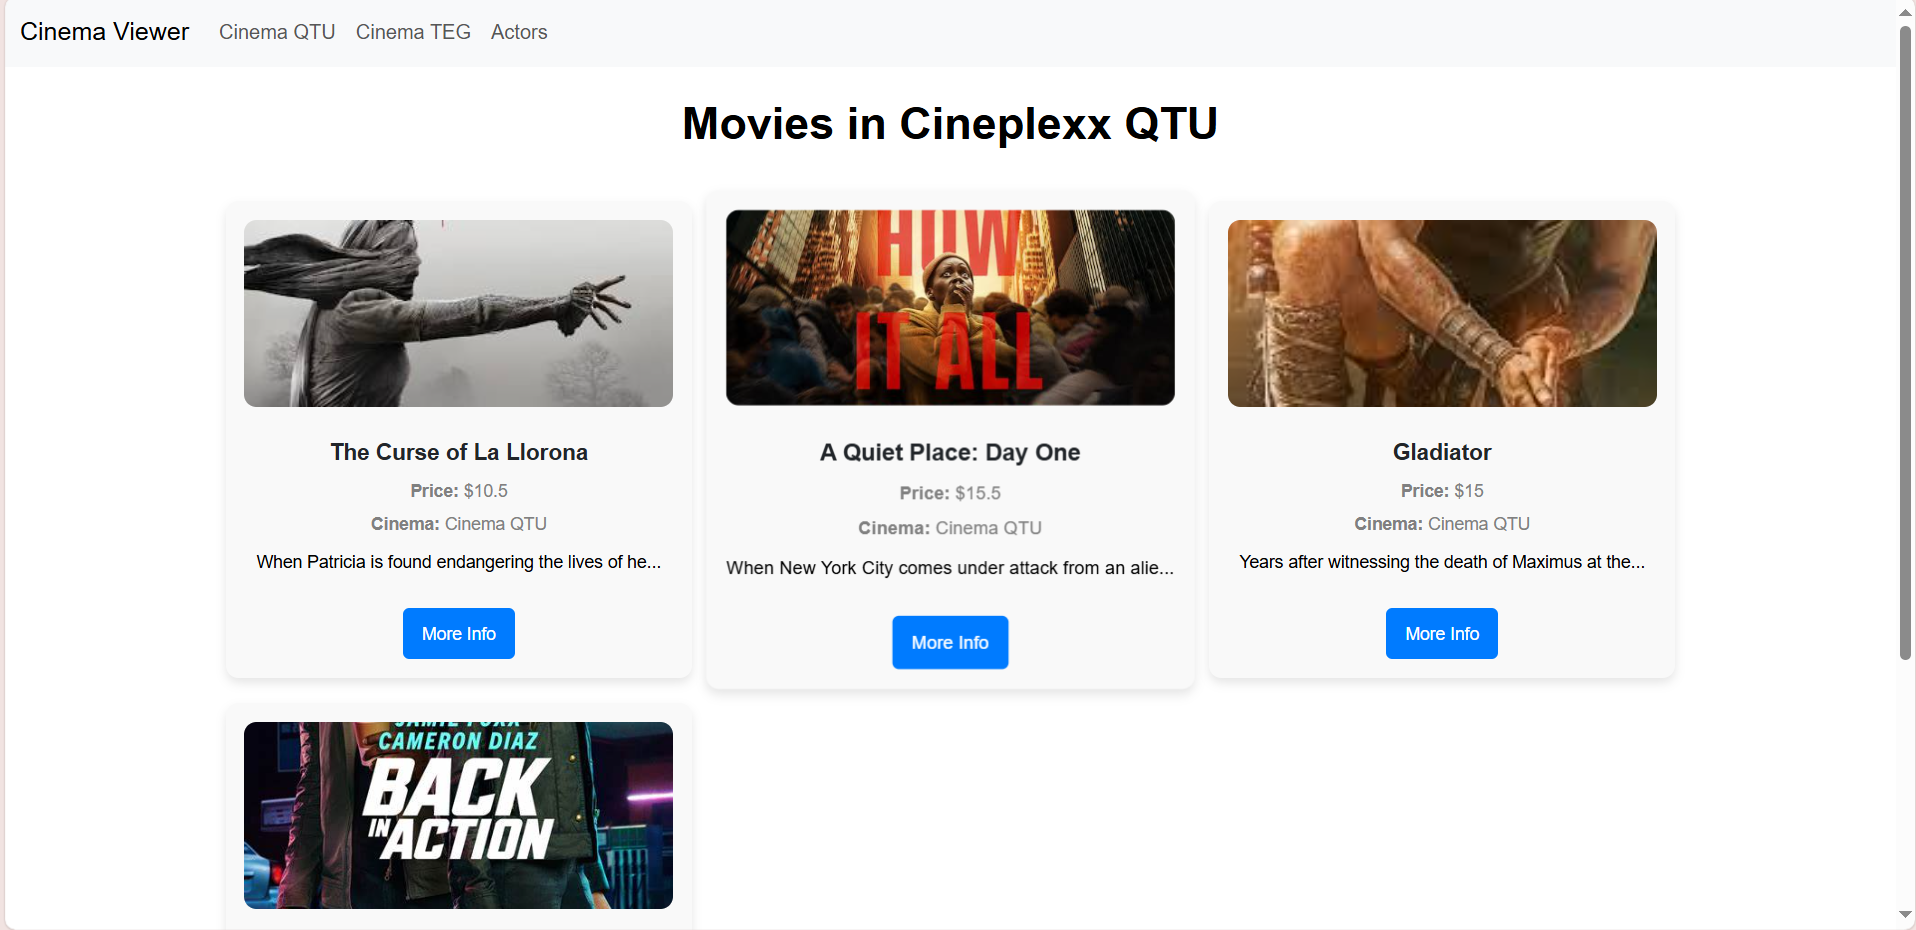 Cinema Viewer Cinema QTU Cinema TEG Actors
Movies in Cineplexx QTU
The Curse of La Llorona
Price: $10.5
Cinema: Cinema QTU
When Patricia is found endangering the lives of he...
More Info
HOW
IT ALL
A Quiet Place: Day One
Price: $15.5
Cinema: Cinema QTU
When New York City comes under attack from an alie...
More Info
Gladiator
Price: $15
Cinema: Cinema QTU
Years after witnessing the death of Maximus at the...
More Info
JAMIE FOXX
CAMERON DIAZ
BACK
IN ACTION